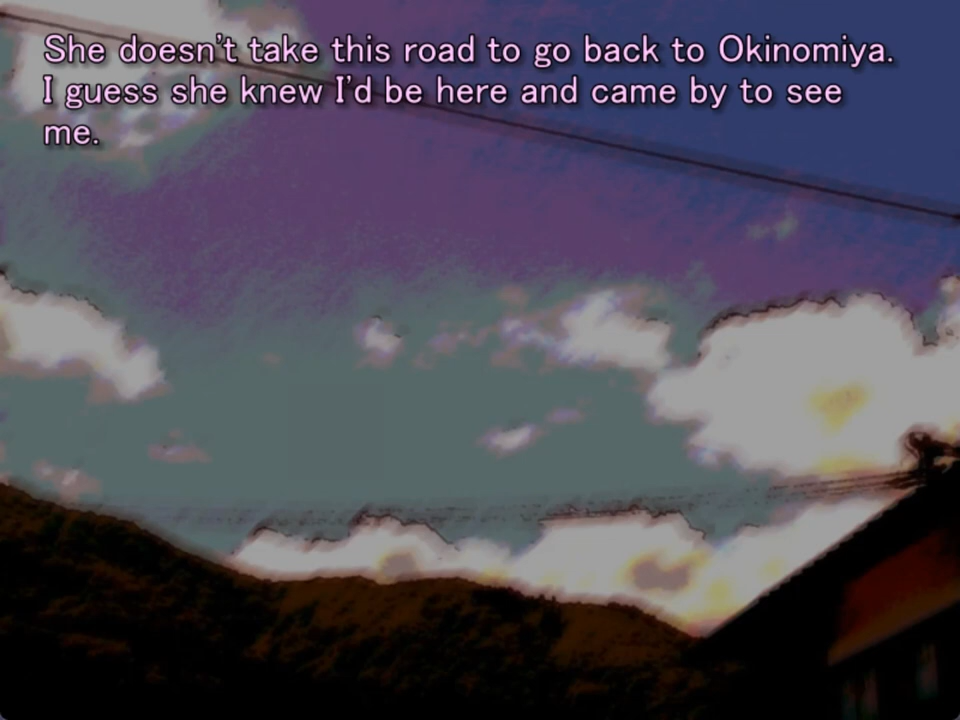 She doesn't take this road to go back to Okinomiya.
I guess she knew I'd be here and came by to see
me.